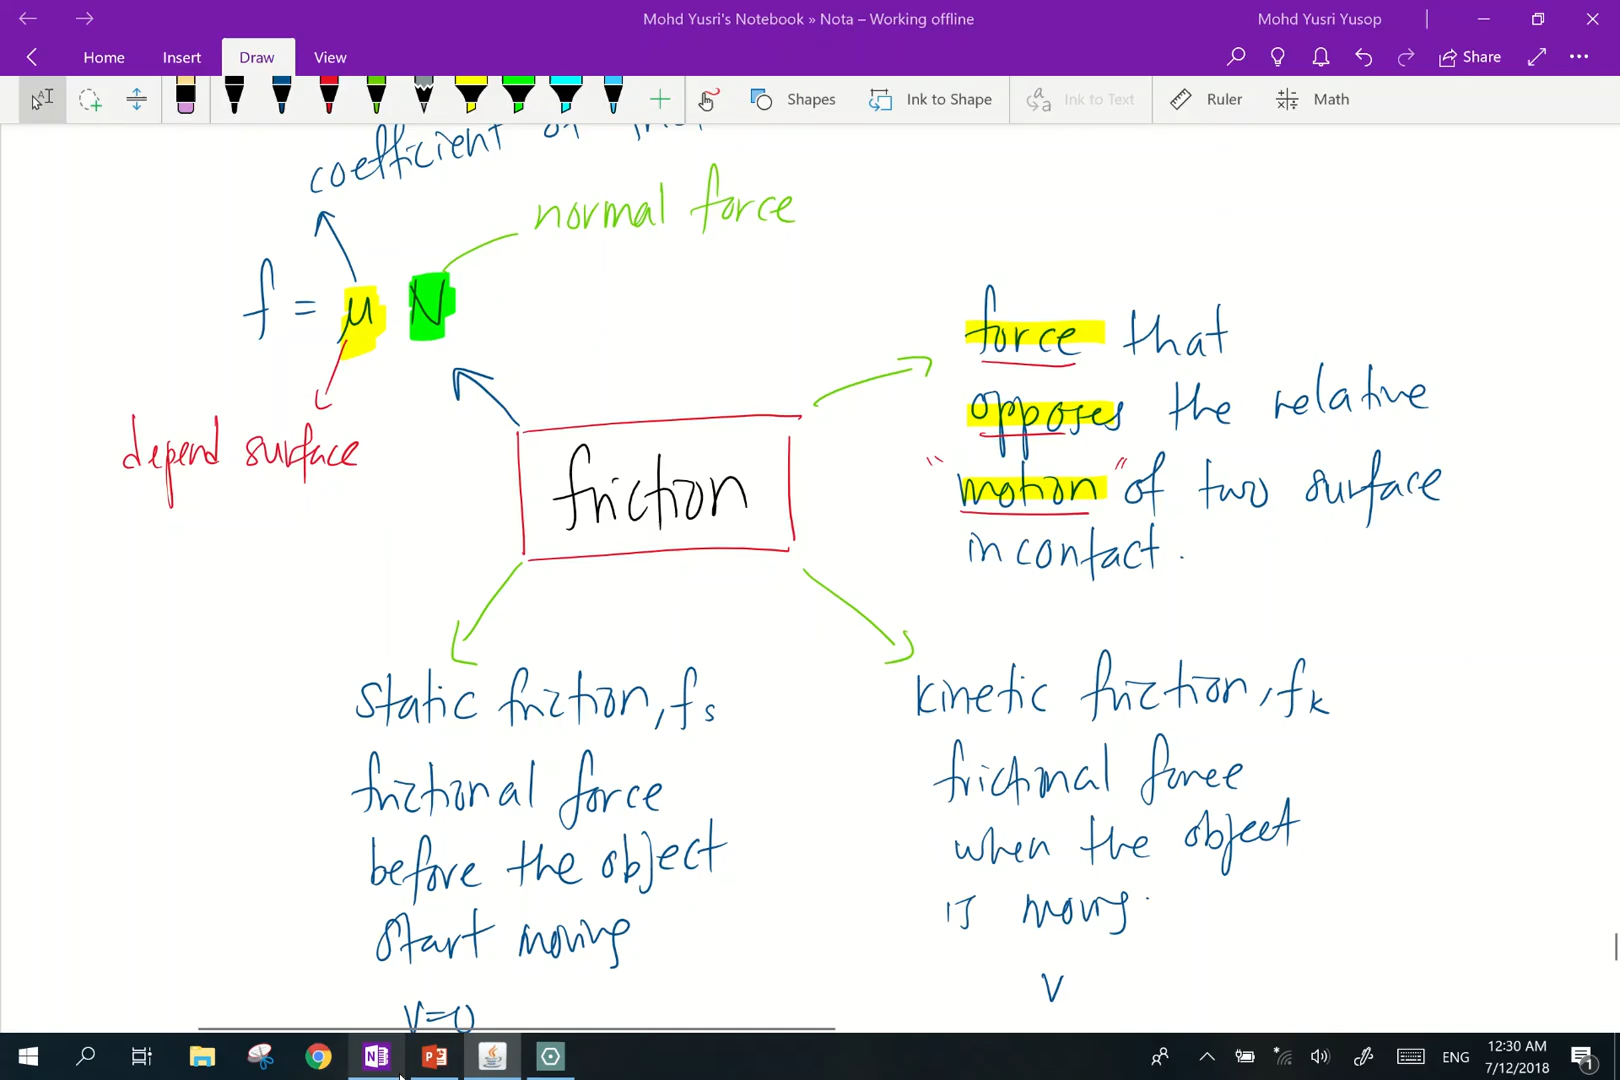 Mohd Yusri's Notebook » Nota – Working offline
Mohd Yusri Yusop
Home Insert Draw View
Share
Shapes Ink to Shape Ink to Text Ruler Math
coefficient of
normal force
f = μ N
depend surface
friction
force that
opposes the relative
"motion" of two surface
in contact.
static friction, fs
frictional force
before the object
start moving
v=0
kinetic friction, fk
frictional force
when the object
is moving.
v
ENG
12:30 AM
7/12/2018
1